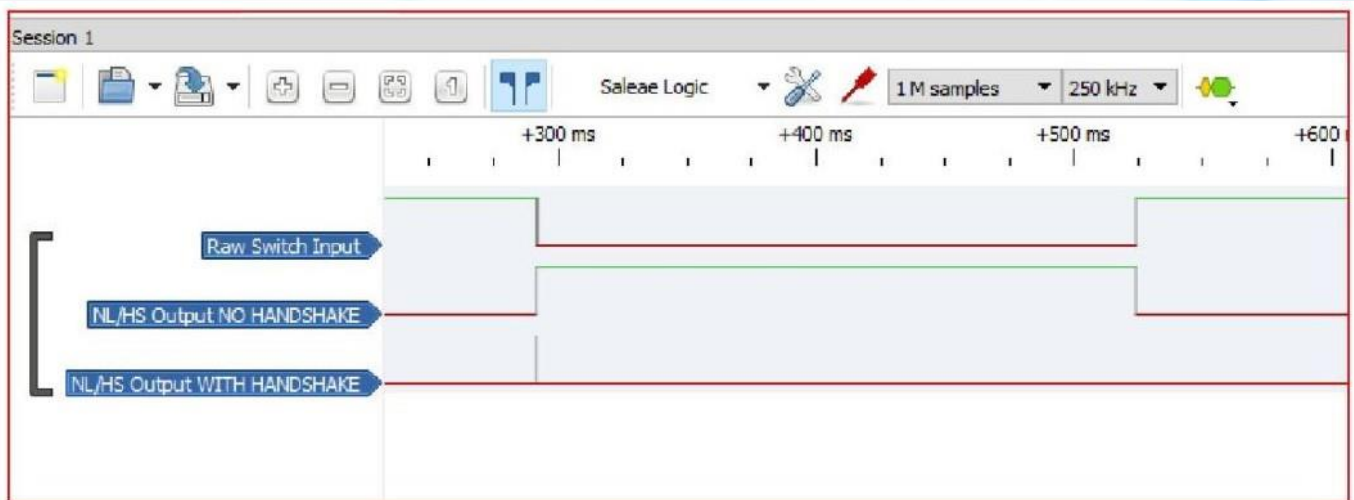 Session 1
Saleae Logic 1 M samples 250 kHz
+300 ms +400 ms +500 ms +600
Raw Switch Input
NL/HS Output NO HANDSHAKE
NL/HS Output WITH HANDSHAKE